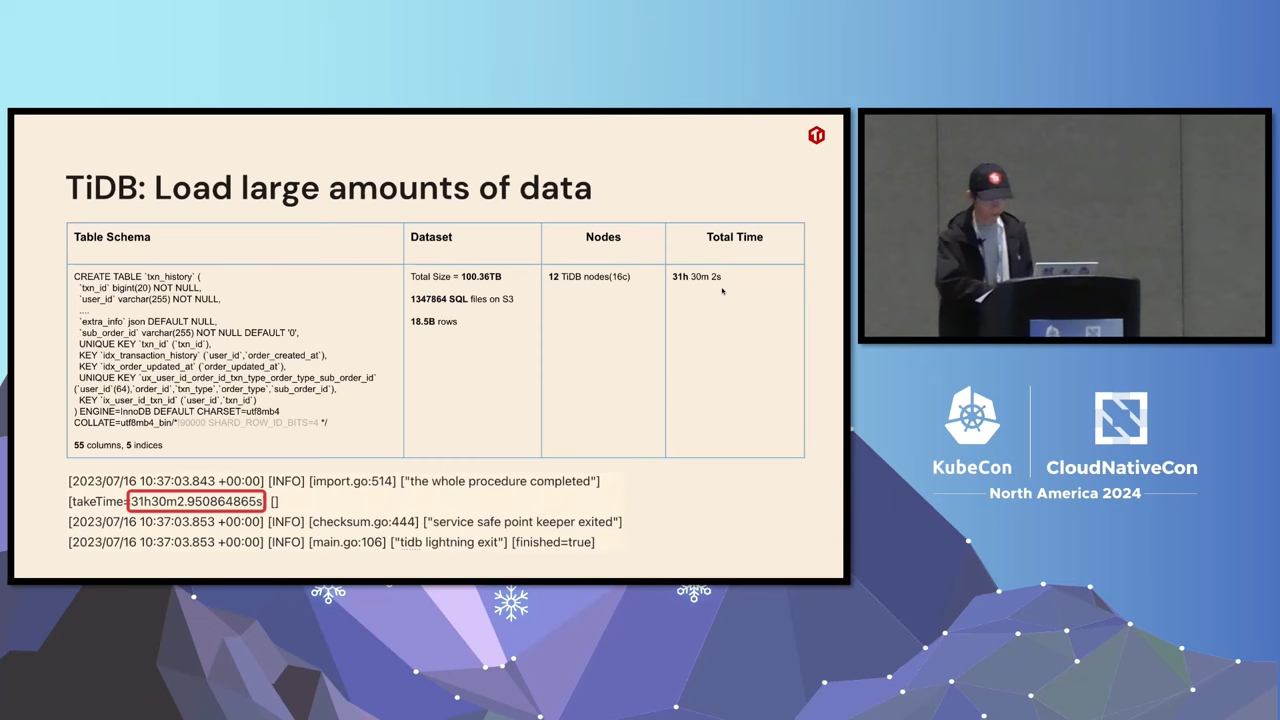 TiDB: Load large amounts of data
Table Schema
Dataset
Nodes
Total Time
CREATE TABLE `txn_history` (
`txn_id` bigint(20) NOT NULL,
`user_id` varchar(255) NOT NULL,
....
`extra_info` json DEFAULT NULL,
`sub_order_id` varchar(255) NOT NULL DEFAULT '0',
UNIQUE KEY `txn_id` (`txn_id`),
KEY `idx_transaction_history` (`user_id`,`order_created_at`),
KEY `idx_order_updated_at` (`order_updated_at`),
UNIQUE KEY `ux_user_id_order_id_txn_type_order_type_sub_order_id`
(`user_id`(64),`order_id`,`txn_type`,`order_type`,`sub_order_id`),
KEY `ix_user_id_txn_id` (`user_id`,`txn_id`)
) ENGINE=InnoDB DEFAULT CHARSET=utf8mb4
COLLATE=utf8mb4_bin/*!90000 SHARD_ROW_ID_BITS=4 */
55 columns, 5 indices
Total Size = 100.36TB
1347864 SQL files on S3
18.5B rows
12 TiDB nodes(16c)
31h 30m 2s
[2023/07/16 10:37:03.843 +00:00] [INFO] [import.go:514] ["the whole procedure completed"]
[takeTime=31h30m2.950864865s] []
[2023/07/16 10:37:03.853 +00:00] [INFO] [checksum.go:444] ["service safe point keeper exited"]
[2023/07/16 10:37:03.853 +00:00] [INFO] [main.go:106] ["tidb lightning exit"] [finished=true]
KubeCon
CloudNativeCon
North America 2024